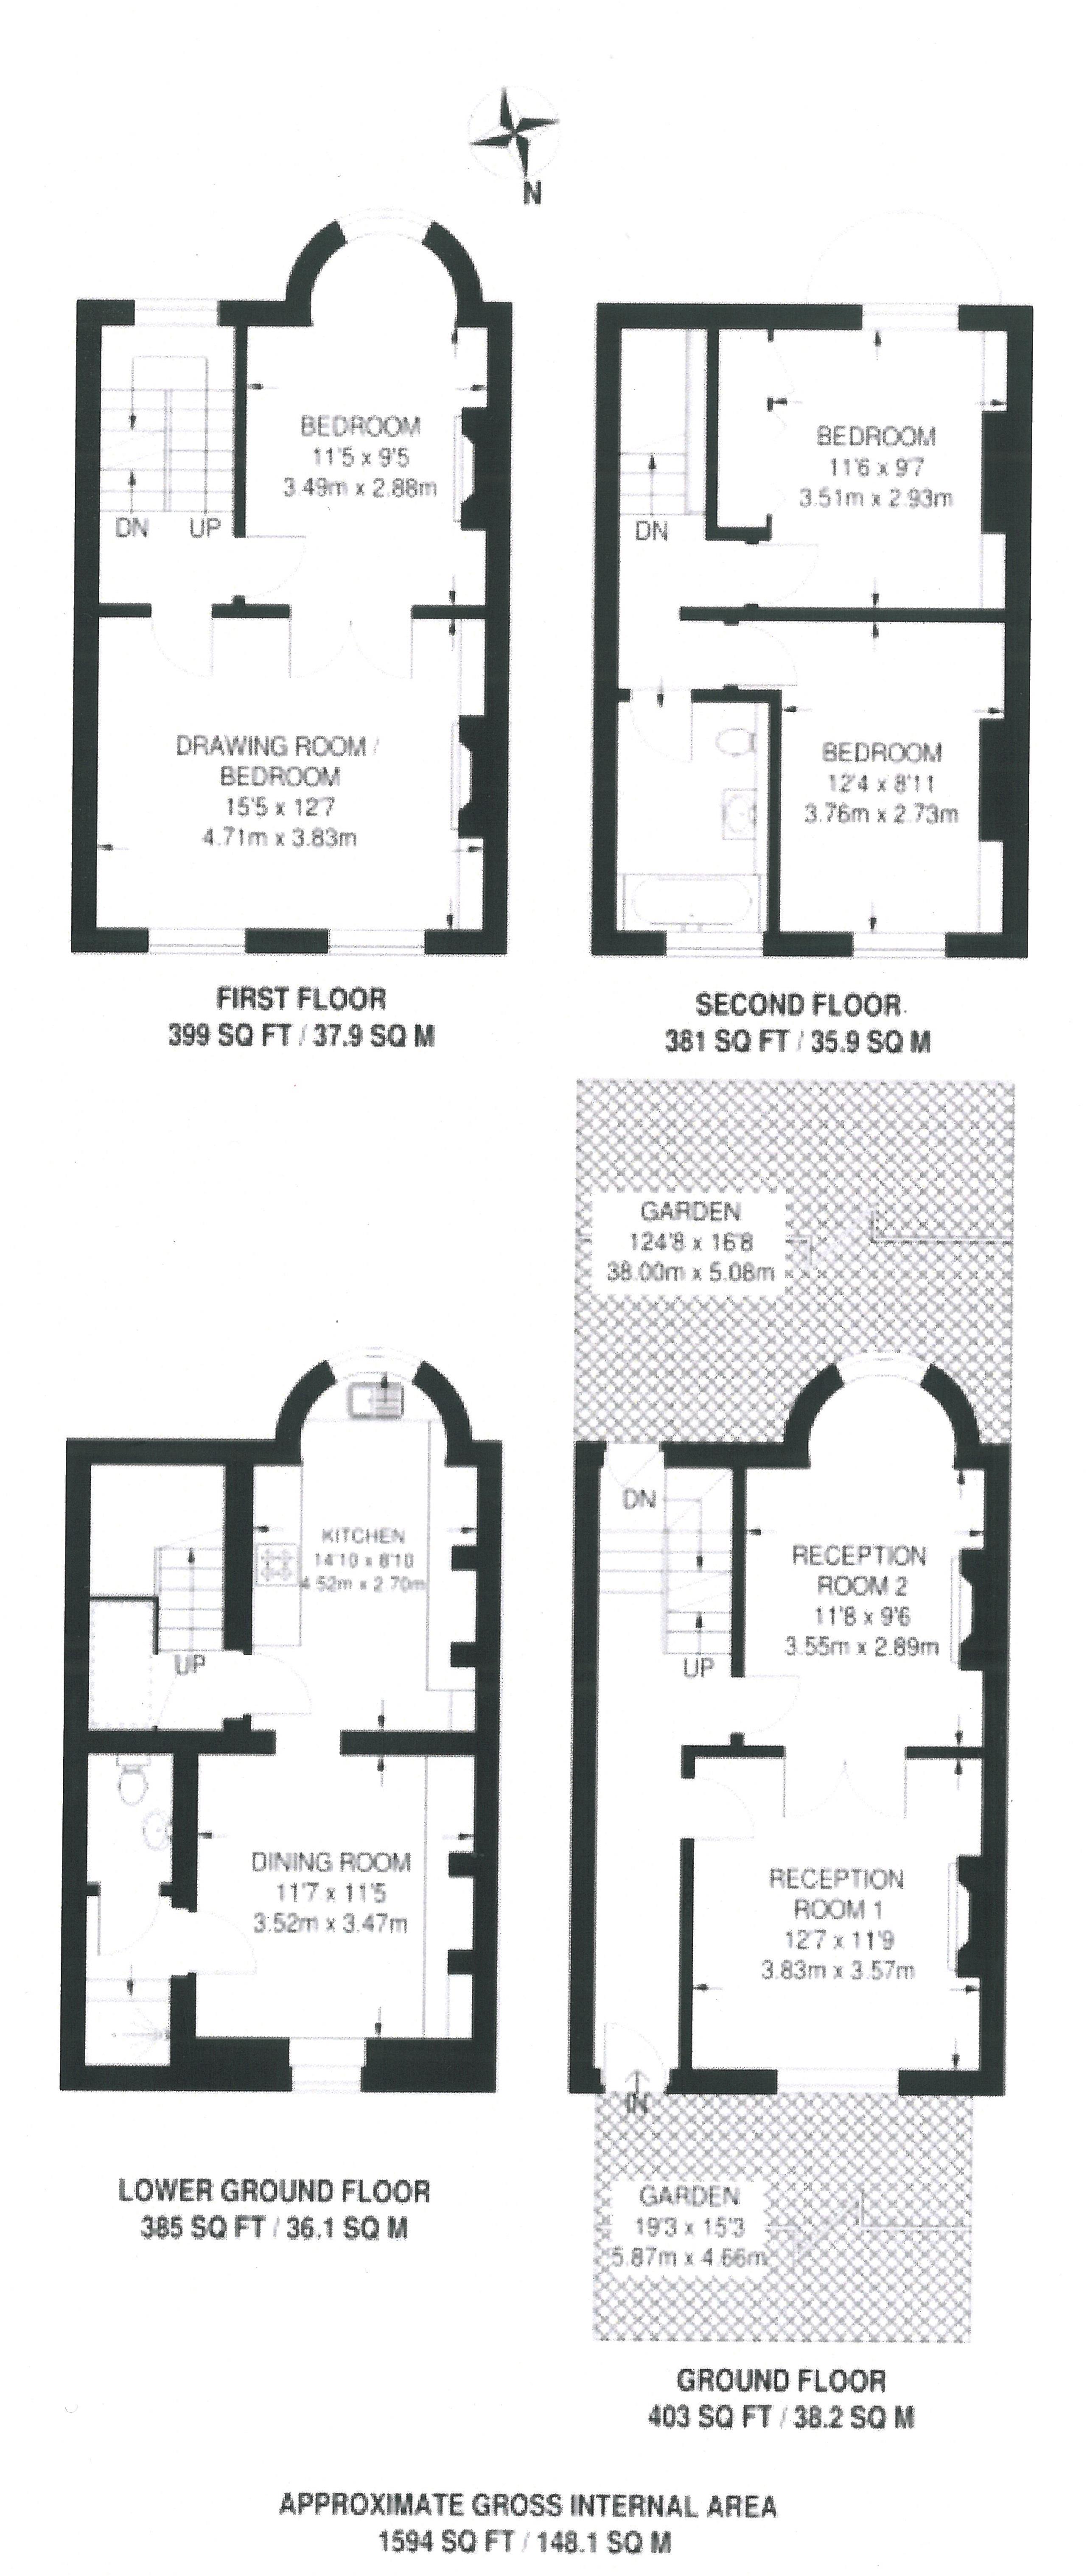 N
BEDROOM
11'5 x 9'5
3.49m x 2.88m
DN UP
DRAWING ROOM /
BEDROOM
15'5 x 12'7
4.71m x 3.83m
FIRST FLOOR
399 SQ FT / 37.9 SQ M
BEDROOM
11'6 x 9'7
3.51m x 2.93m
DN
BEDROOM
12'4 x 8'11
3.76m x 2.73m
SECOND FLOOR
381 SQ FT / 35.9 SQ M
KITCHEN
14'10 x 8'10
4.52m x 2.70m
UP
DINING ROOM
11'7 x 11'5
3.52m x 3.47m
LOWER GROUND FLOOR
385 SQ FT / 36.1 SQ M
GARDEN
124'8 x 16'8
38.00m x 5.08m
DN
RECEPTION
ROOM 2
11'8 x 9'6
3.55m x 2.89m
UP
RECEPTION
ROOM 1
12'7 x 11'9
3.83m x 3.57m
IN
GARDEN
19'3 x 15'3
5.87m x 4.66m
GROUND FLOOR
403 SQ FT / 38.2 SQ M
APPROXIMATE GROSS INTERNAL AREA
1594 SQ FT / 148.1 SQ M